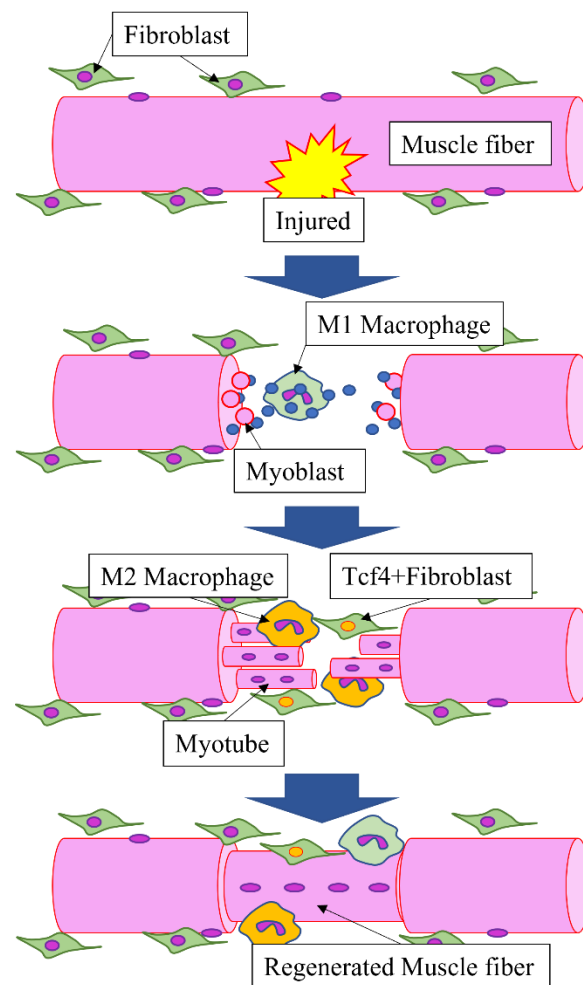 Fibroblast
Muscle fiber
Injured
M1 Macrophage
Myoblast
M2 Macrophage
Tcf4+Fibroblast
Myotube
Regenerated Muscle fiber